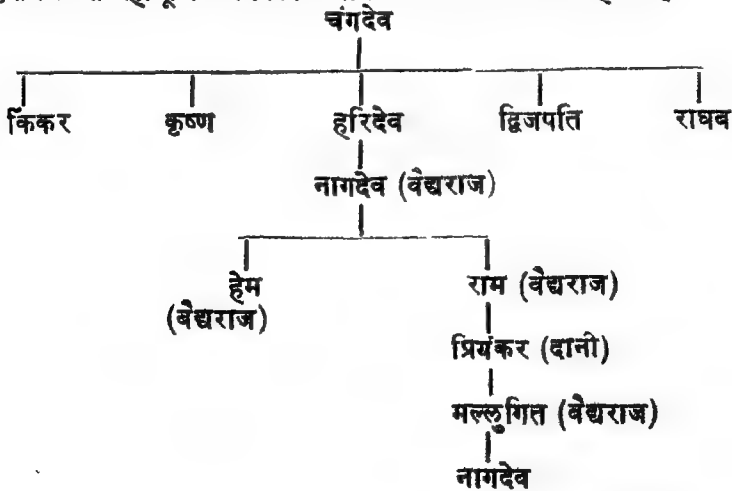 चंगदेव
किंकर कृष्ण हरिदेव द्विजपति राघव
नागदेव (वैद्यराज)
हेम राम (वैद्यराज)
(वैद्यराज)
प्रियंकर (दानी)
मल्लुगित (वैद्यराज)
नागदेव